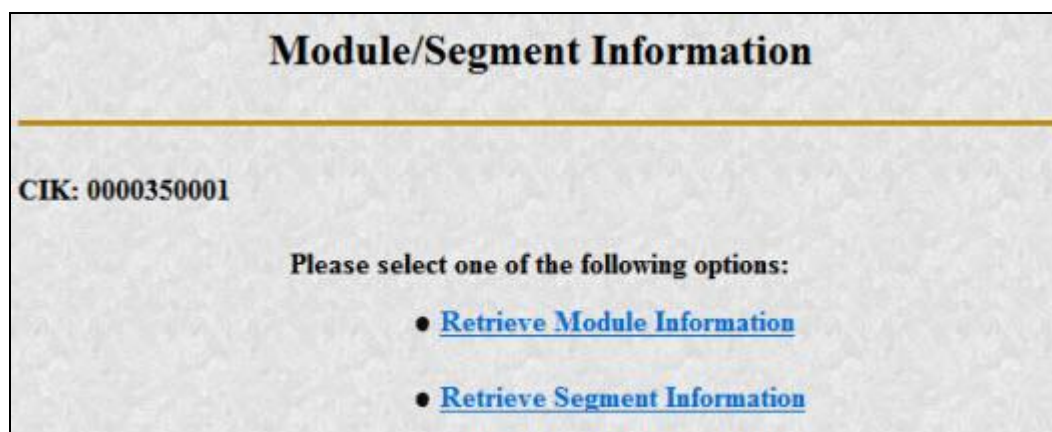 Module/Segment Information
CIK: 0000350001
Please select one of the following options:
Retrieve Module Information
Retrieve Segment Information